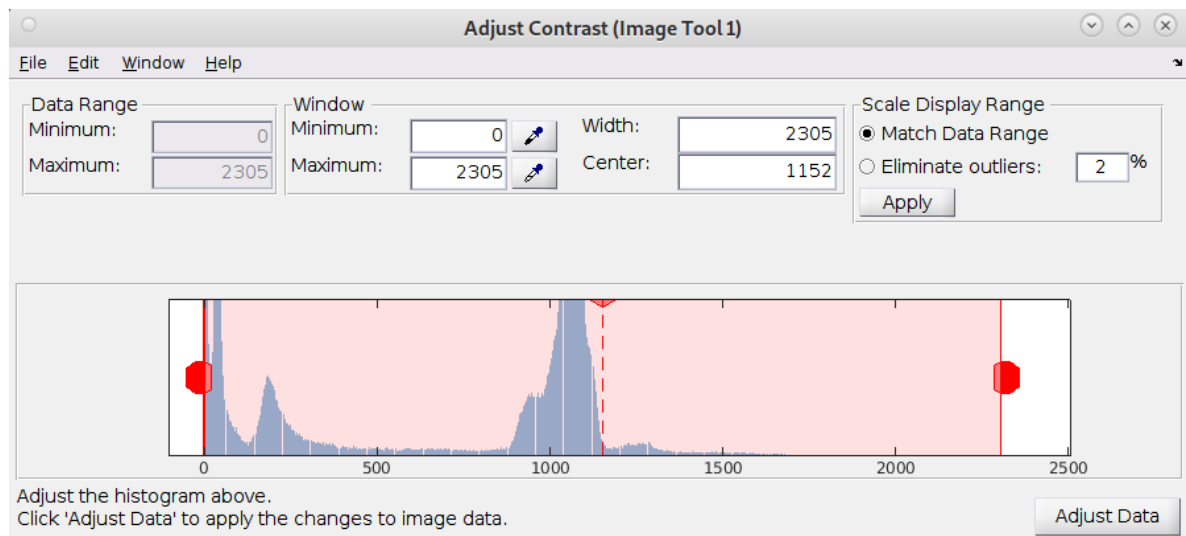 Adjust Contrast (Image Tool 1)
File Edit Window Help
Data Range
Minimum: 0
Maximum: 2305
Window
Minimum: 0
Maximum: 2305
Width: 2305
Center: 1152
Scale Display Range
Match Data Range
Eliminate outliers: 2 %
Apply
0 500 1000 1500 2000 2500
Adjust the histogram above.
Click 'Adjust Data' to apply the changes to image data.
Adjust Data